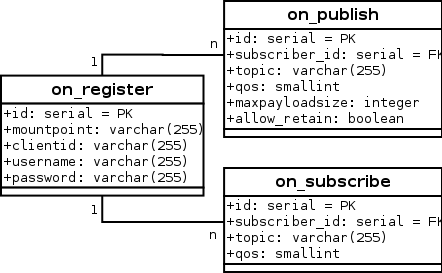 on_publish
+id: serial = PK
+subscriber_id: serial = FK
+topic: varchar(255)
+qos: smallint
+maxpayloadsize: integer
+allow_retain: boolean
1
n
on_register
+id: serial = PK
+mountpoint: varchar(255)
+clientid: varchar(255)
+username: varchar(255)
+password: varchar(255)
1
n
on_subscribe
+id: serial = PK
+subscriber_id: serial = FK
+topic: varchar(255)
+qos: smallint